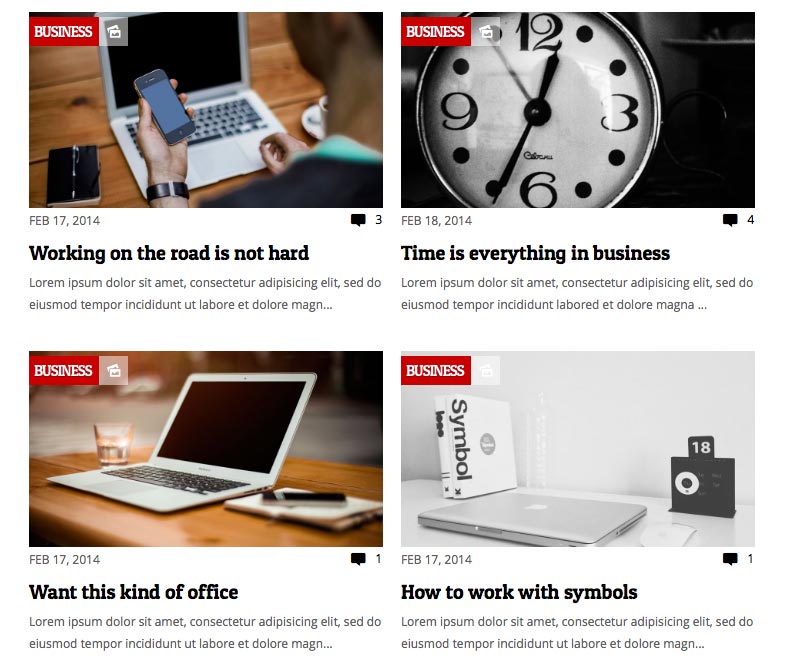 BUSINESS
12
9
3
6
FEB 17, 2014 3
Working on the road is not hard
Lorem ipsum dolor sit amet, consectetur adipisicing elit, sed do
eiusmod tempor incididunt ut labore et dolore magn...
BUSINESS
FEB 18, 2014 4
Time is everything in business
Lorem ipsum dolor sit amet, consectetur adipisicing elit, sed do
eiusmod tempor incididunt labored et dolore magna ...
BUSINESS
FEB 17, 2014 1
Want this kind of office
Lorem ipsum dolor sit amet, consectetur adipisicing elit, sed do
eiusmod tempor incididunt ut labore et dolore magn...
BUSINESS
Symbol
18
FEB 17, 2014 1
How to work with symbols
Lorem ipsum dolor sit amet, consectetur adipisicing elit, sed do
eiusmod tempor incididunt ut labore et dolore magn...